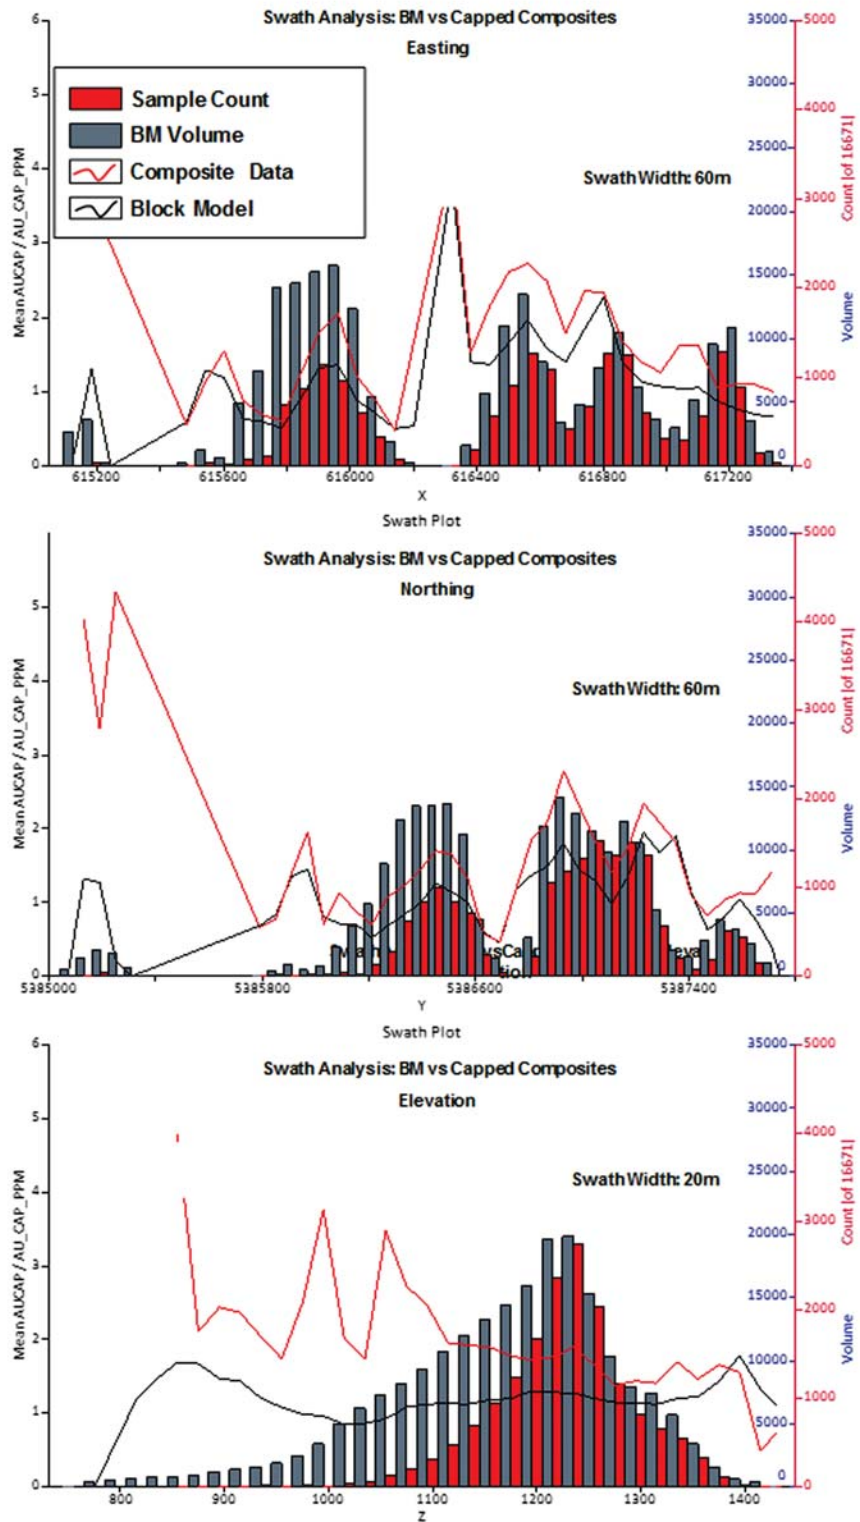 Swath Analysis: BM vs Capped Composites
Easting
Sample Count
BM Volume
Composite Data
Block Model
Swath Width: 60m
Mean AUCAP / AU_CAP_PPM
6
5
4
3
2
1
0
35000
30000
25000
20000
15000
10000
5000
0
Volume
5000
4000
3000
2000
1000
0
Count [of 16671]
615200 615600 616000 616400 616800 617200
X
Swath Plot
Swath Analysis: BM vs Capped Composites
Northing
Swath Width: 60m
Mean AUCAP / AU_CAP_PPM
5
4
3
2
1
0
35000
30000
25000
20000
15000
10000
5000
0
Volume
5000
4000
3000
2000
1000
0
Count [of 16671]
5385000 5385800 5386600 5387400
Y
Swath Plot
Swath Analysis: BM vs Capped Composites
Elevation
Swath Width: 20m
Mean AUCAP / AU_CAP_PPM
6
5
4
3
2
1
0
35000
30000
25000
20000
15000
10000
5000
0
Volume
5000
4000
3000
2000
1000
0
Count [of 16671]
800 900 1000 1100 1200 1300 1400
Z